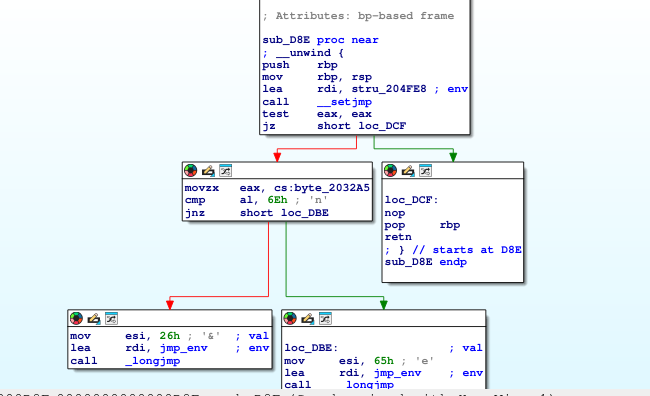 ; Attributes: bp-based frame
sub_D8E proc near
; __unwind {
push rbp
mov rbp, rsp
lea rdi, stru_204FE8 ; env
call __setjmp
test eax, eax
jz short loc_DCF
movzx eax, cs:byte_2032A5
cmp al, 6Eh ; 'n'
jnz short loc_DBE
loc_DCF:
nop
pop rbp
retn
; } // starts at D8E
sub_D8E endp
mov esi, 26h ; '&' ; val
lea rdi, jmp_env ; env
call _longjmp
loc_DBE: ; val
mov esi, 65h ; 'e'
lea rdi, jmp_env ; env
call longjmp